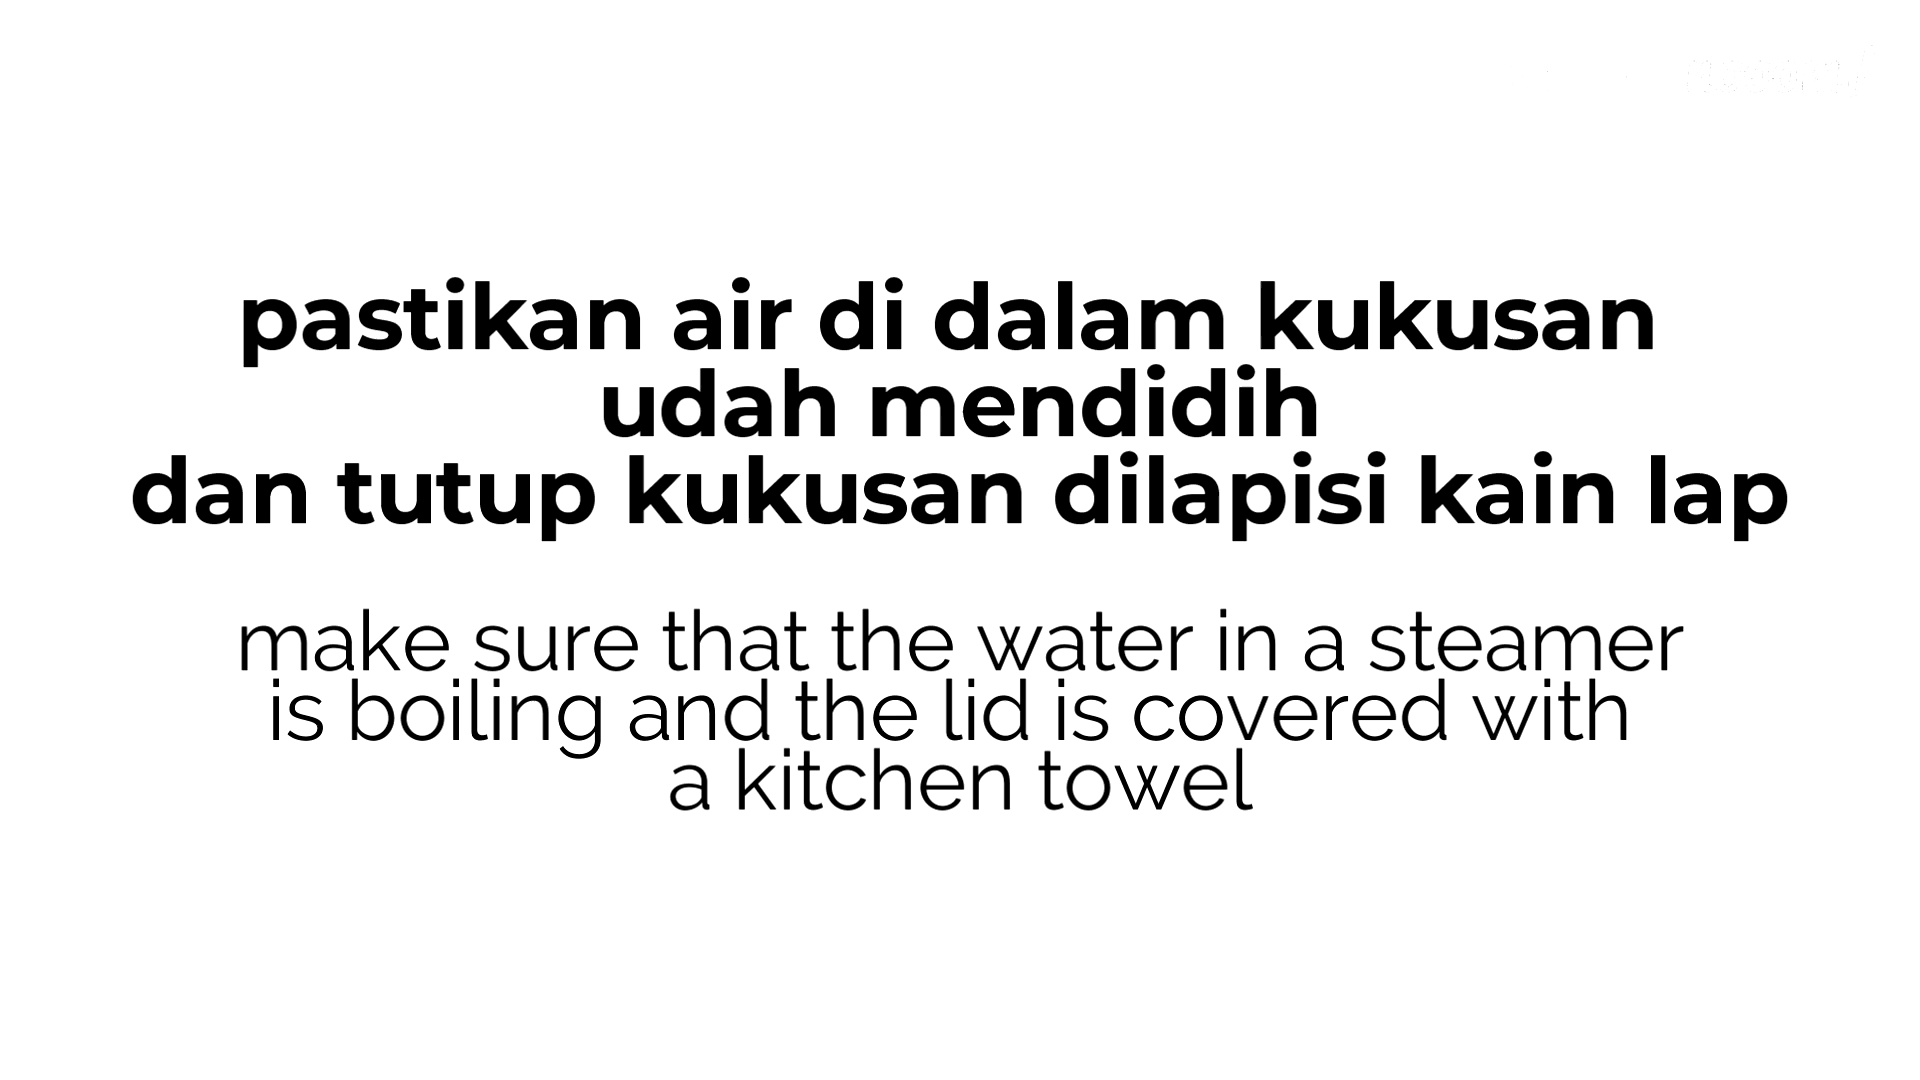 pastikan air di dalam kukusan
udah mendidih
dan tutup kukusan dilapisi kain lap
make sure that the water in a steamer
is boiling and the lid is covered with
a kitchen towel